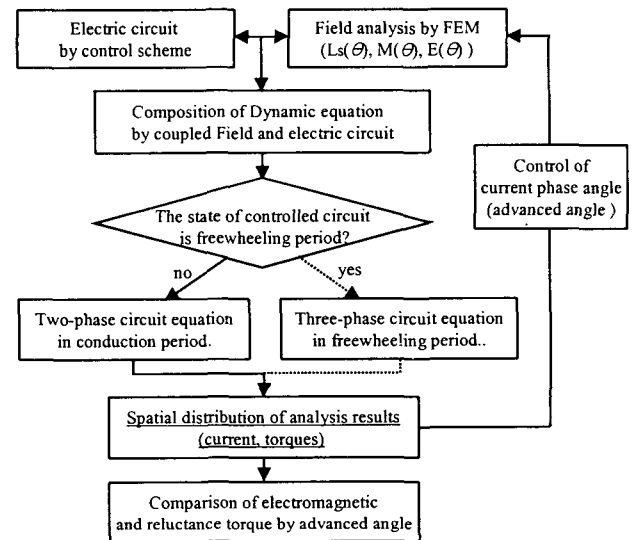 Electric circuit
by control scheme
Field analysis by FEM
(Ls(Θ), M(Θ), E(Θ) )
Composition of Dynamic equation
by coupled Field and electric circuit
Control of
current phase angle
(advanced angle )
The state of controlled circuit
is freewheeling period?
no
yes
Two-phase circuit equation
in conduction period.
Three-phase circuit equation
in freewheeling period..
Spatial distribution of analysis results
(current, torques)
Comparison of electromagnetic
and reluctance torque by advanced angle